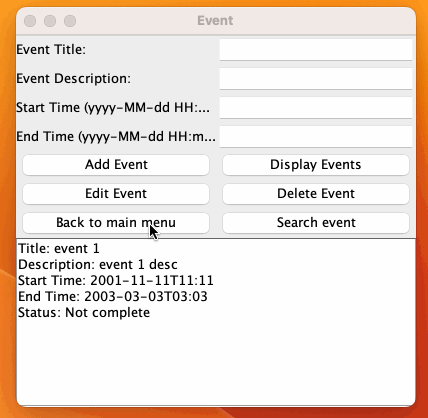 Event
Event Title:
Event Description:
Start Time (yyyy-MM-dd HH:...
End Time (yyyy-MM-dd HH:m...
Add Event Display Events
Edit Event Delete Event
Back to main menu Search event
Title: event 1
Description: event 1 desc
Start Time: 2001-11-11T11:11
End Time: 2003-03-03T03:03
Status: Not complete